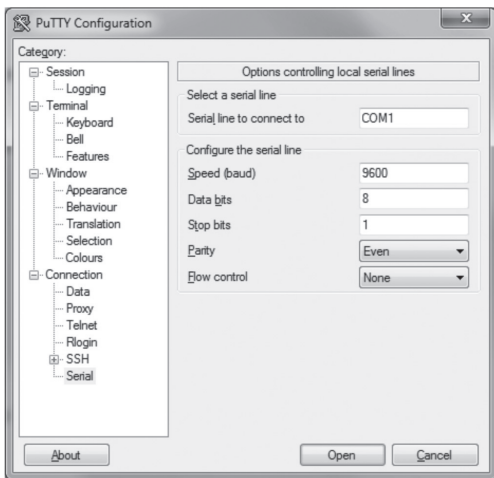 PuTTY Configuration
Category:
Session
Logging
Terminal
Keyboard
Bell
Features
Window
Appearance
Behaviour
Translation
Selection
Colours
Connection
Data
Proxy
Telnet
Rlogin
SSH
Serial
Options controlling local serial lines
Select a serial line
Serial line to connect to COM1
Configure the serial line
Speed (baud) 9600
Data bits 8
Stop bits 1
Parity Even
Flow control None
About Open Cancel